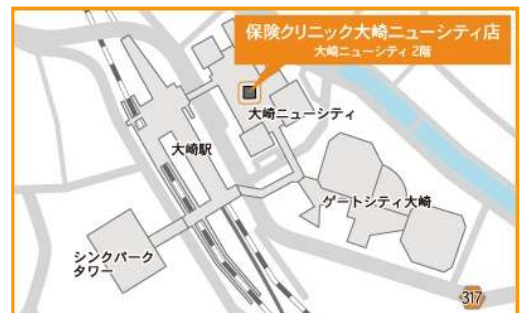 保険クリニック大崎ニューシティ店
大崎ニューシティ 2階
大崎ニューシティ
大崎駅
ゲートシティ大崎
シンクパーク
タワー
317